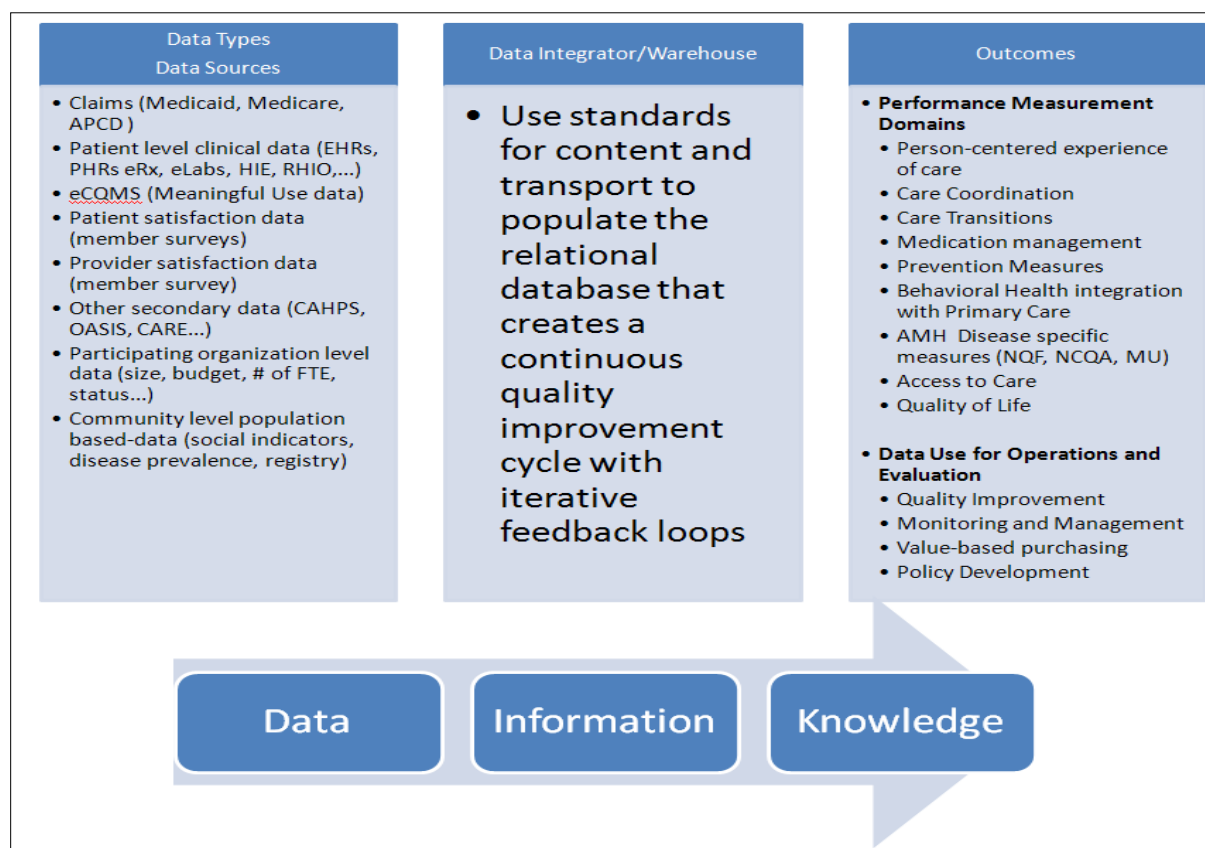 Data Types
Data Sources
• Claims (Medicaid, Medicare,
APCD )
• Patient level clinical data (EHRs,
PHRs eRx, eLabs, HIE, RHIO,...)
• eCQMS (Meaningful Use data)
• Patient satisfaction data
(member surveys)
• Provider satisfaction data
(member survey)
• Other secondary data (CAHPS,
OASIS, CARE...)
• Participating organization level
data (size, budget, # of FTE,
status...)
• Community level population
based-data (social indicators,
disease prevalence, registry)
Data Integrator/Warehouse
• Use standards
for content and
transport to
populate the
relational
database that
creates a
continuous
quality
improvement
cycle with
iterative
feedback loops
Outcomes
• Performance Measurement
Domains
• Person-centered experience
of care
• Care Coordination
• Care Transitions
• Medication management
• Prevention Measures
• Behavioral Health integration
with Primary Care
• AMH  Disease specific
measures (NQF, NCQA, MU)
• Access to Care
• Quality of Life
• Data Use for Operations and
Evaluation
• Quality Improvement
• Monitoring and Management
• Value-based purchasing
• Policy Development
Data
Information
Knowledge